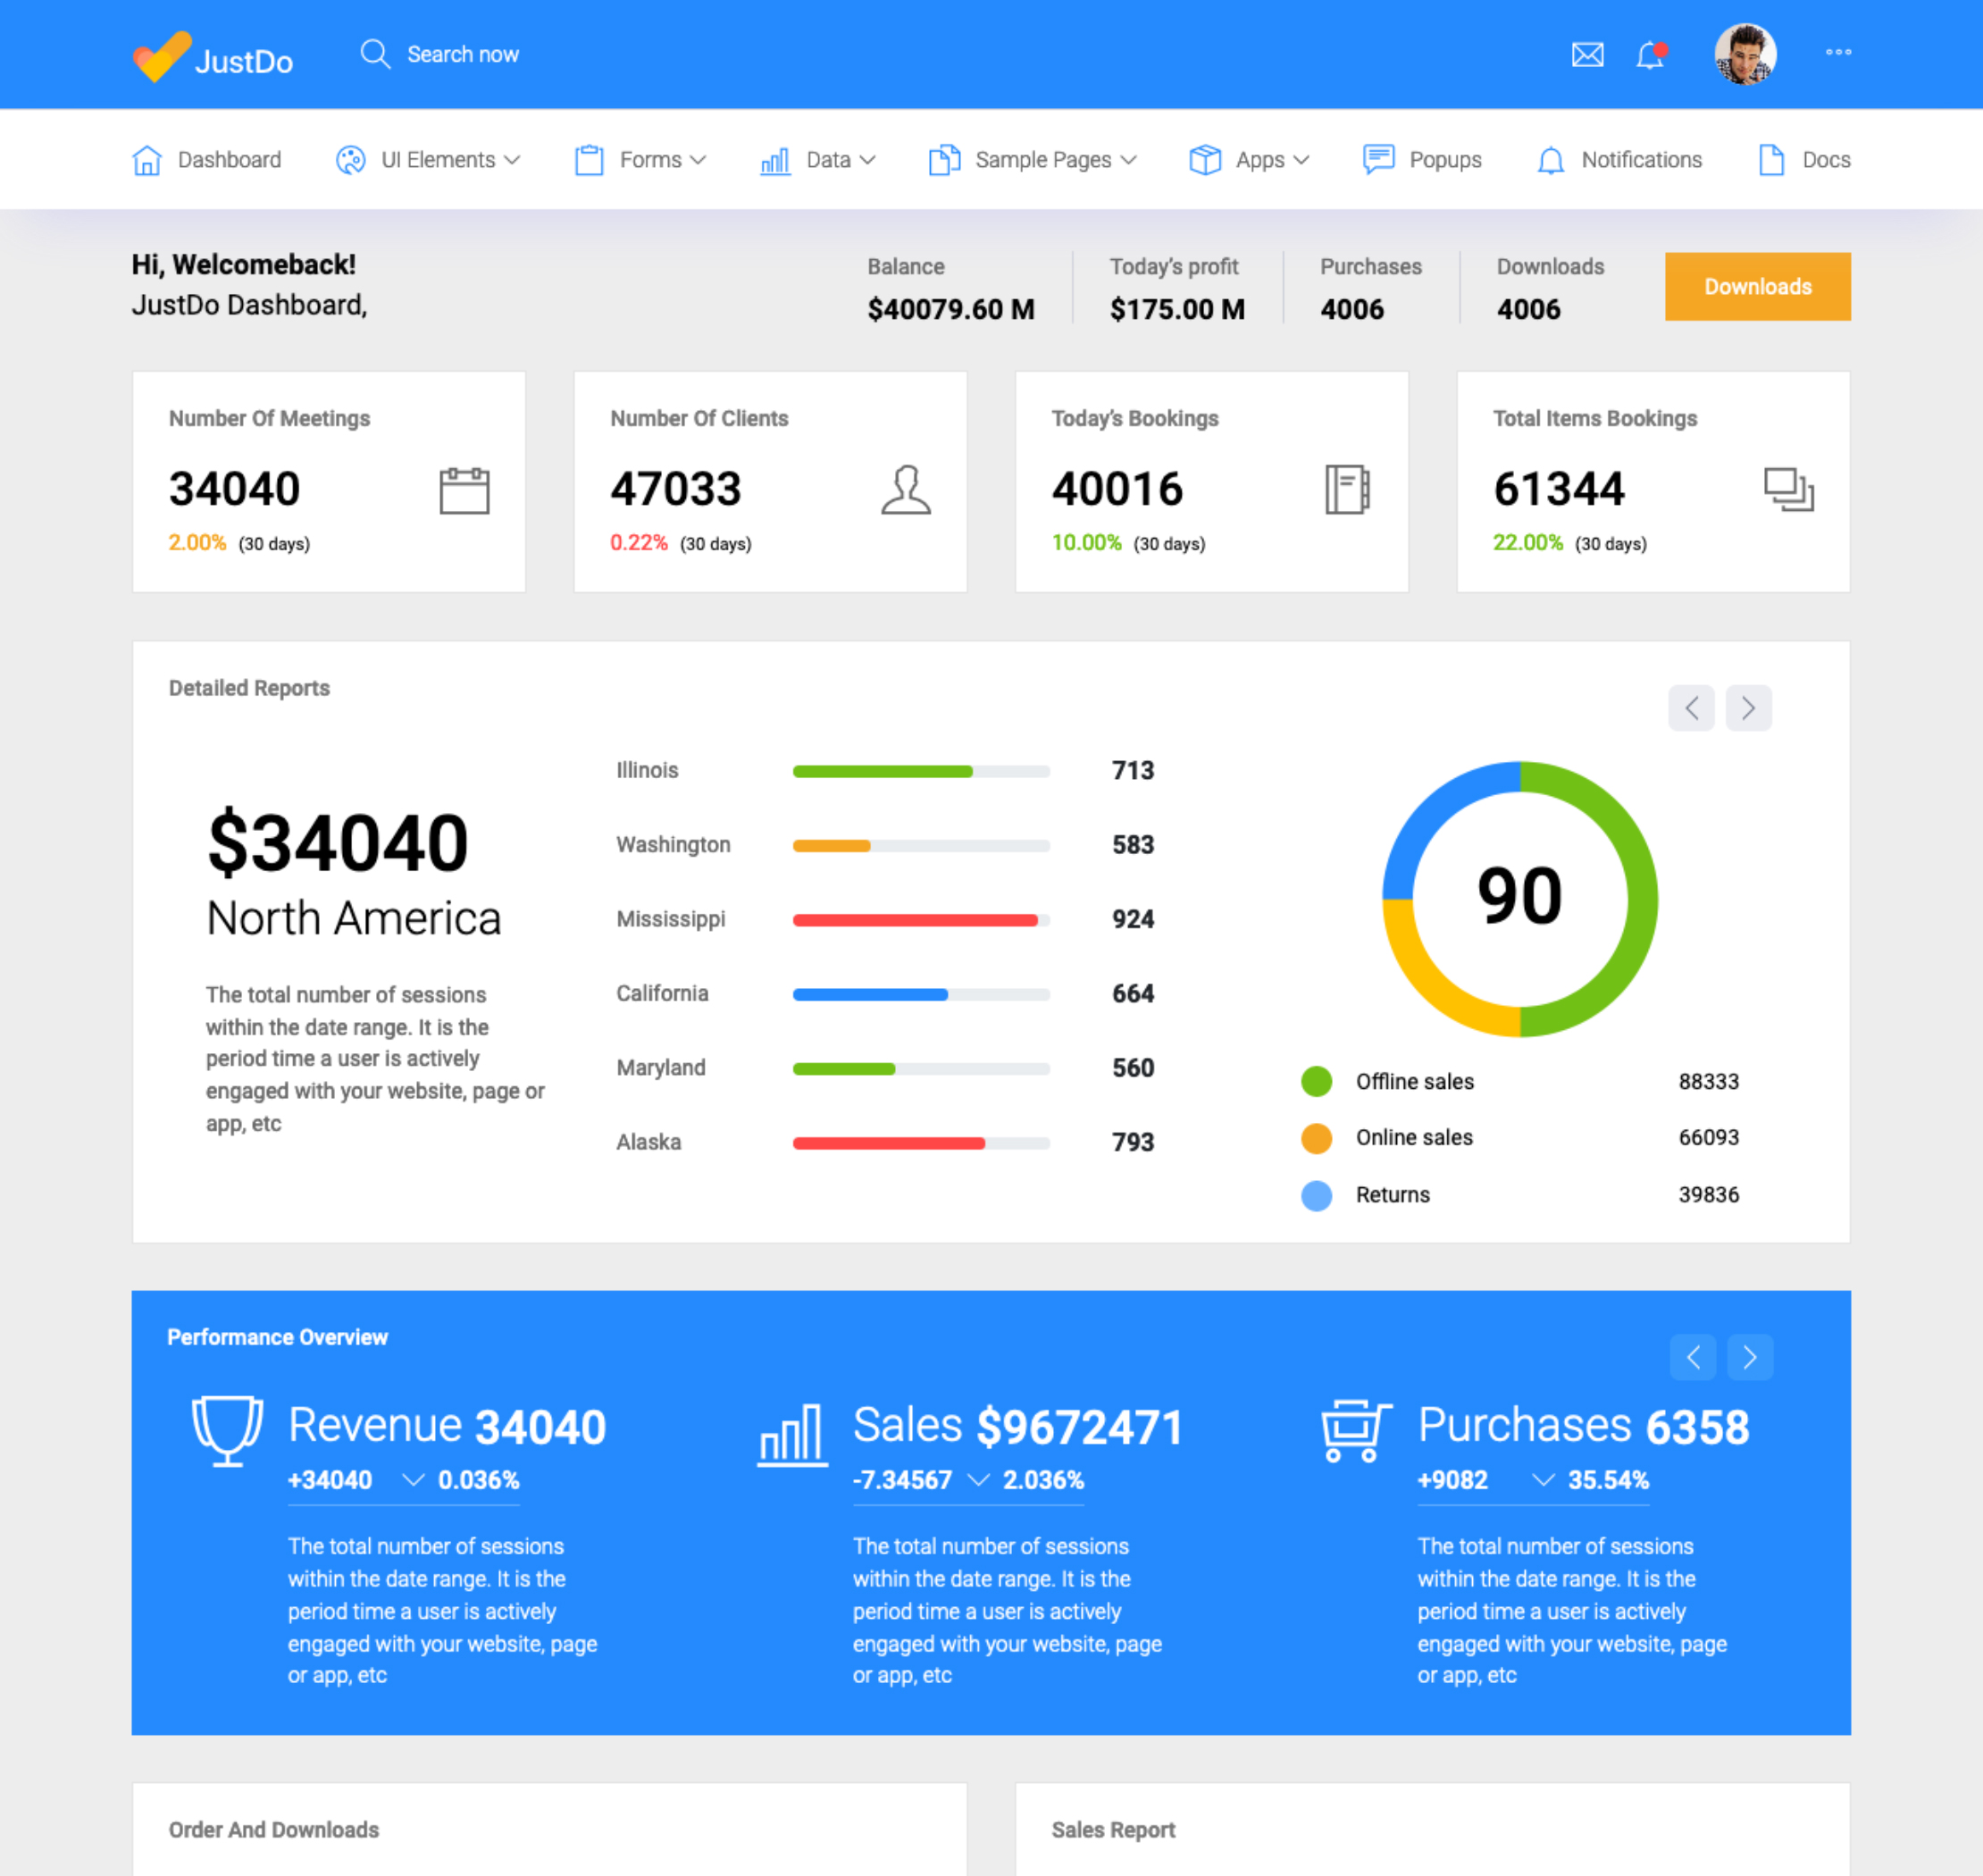 JustDo
Search now
Dashboard
UI Elements
Forms
Data
Sample Pages
Apps
Popups
Notifications
Docs
Hi, Welcomeback!
JustDo Dashboard,
Balance
$40079.60 M
Today's profit
$175.00 M
Purchases
4006
Downloads
4006
Downloads
Number Of Meetings
34040
2.00% (30 days)
Number Of Clients
47033
0.22% (30 days)
Today's Bookings
40016
10.00% (30 days)
Total Items Bookings
61344
22.00% (30 days)
Detailed Reports
$34040
North America
The total number of sessions
within the date range. It is the
period time a user is actively
engaged with your website, page or
app, etc
Illinois 713
Washington 583
Mississippi 924
California 664
Maryland 560
Alaska 793
90
Offline sales 88333
Online sales 66093
Returns 39836
Performance Overview
Revenue 34040
+34040 0.036%
The total number of sessions
within the date range. It is the
period time a user is actively
engaged with your website, page
or app, etc
Sales $9672471
-7.34567 2.036%
The total number of sessions
within the date range. It is the
period time a user is actively
engaged with your website, page
or app, etc
Purchases 6358
+9082 35.54%
The total number of sessions
within the date range. It is the
period time a user is actively
engaged with your website, page
or app, etc
Order And Downloads
Sales Report